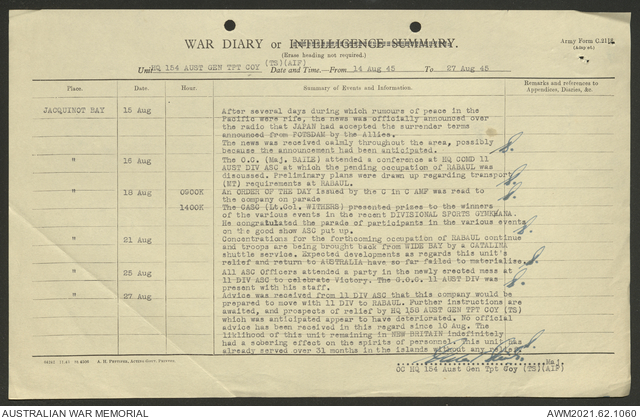 WAR DIARY or INTELLIGENCE SUMMARY.
(Erase heading not required.)
Army Form C.2118
Unit HQ 154 AUST GEN TPT COY (TS)(AIF) Date and Time.—From 14 Aug 45 To 27 Aug 45
Place. Date. Hour. Summary of Events and Information. Remarks and references to
Appendices, Diaries, &c.
JACQUINOT BAY 15 Aug After several days during which rumours of peace in the
Pacific were rife, the news was officially announced over
the radio that JAPAN had accepted the surrender terms
announced from POTSDAM by the Allies.
The news was received calmly throughout the area, possibly
because the announcement had been anticipated.
" 16 Aug The O.C. (Maj. BAILE) attended a conference at HQ COMD 11
AUST DIV ASC at which the pending occupation of RABAUL was
discussed. Preliminary plans were drawn up regarding transport
(MT) requirements at RABAUL.
" 18 Aug 0900K An ORDER OF THE DAY issued by the C in C AMF was read to
the company on parade
1400K The CASC (Lt.Col. WITHERS) presented prizes to the winners
of the various events in the recent DIVISIONAL SPORTS GYMKHANA.
He congratulated the parade of participants in the various events
on the good show ASC put up.
" 21 Aug Concentrations for the forthcoming occupation of RABAUL continue
and troops are being brought back from WIDE BAY by a CATALINA
shuttle service. Expected developments as regards this unit's
relief and return to AUSTRALIA have so far failed to materialise.
" 25 Aug All ASC Officers attended a party in the newly erected mess at
11 DIV ASC to celebrate Victory. The G.O.C. 11 AUST DIV was
present with his staff.
" 27 Aug Advice was received from 11 DIV ASC that this company would be
prepared to move with 11 DIV to RABAUL. Further instructions are
awaited, and prospects of relief by HQ 158 AUST GEN TPT COY (TS)
which was anticipated appear to have deteriorated. No official
advice has been received in this regard since 10 Aug. The
likelihood of this unit remaining in NEW BRITAIN indefinitely
had a sobering effect on the spirits of personnel. This unit has
already served over 31 months in the islands without any relief.
Maj.
OC HQ 154 Aust Gen Tpt Coy (TS)(AIF)
AUSTRALIAN WAR MEMORIAL
AWM2021.62.1060